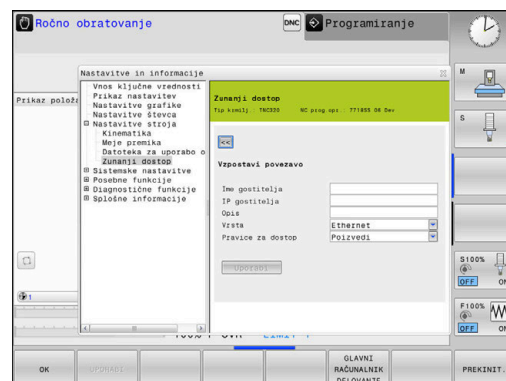 Ročno obratovanje
DNC
Programiranje
Nastavitve in informacije
Prikaz polož
Vnos ključne vrednosti
Prikaz nastavitev
Nastavitve grafike
Nastavitve števca
Nastavitve stroja
Kinematika
Meje premika
Datoteka za uporabo o
Zunanji dostop
Sistemske nastavitve
Posebne funkcije
Diagnostične funkcije
Splošne informacije
Zunanji dostop
Tip krmilj.: TNC320 NC prog.opr.: 771855 08 Dev
<<
Vzpostavi povezavo
Ime gostitelja
IP gostitelja
Opis
Vrsta Ethernet
Pravice za dostop Poizvedi
Uporabi
M
S
S100%
OFF ON
F100%
OFF ON
1
OK
UPORABI
GLAVNI
RAČUNALNIK
DELOVANJE
PREKINIT.